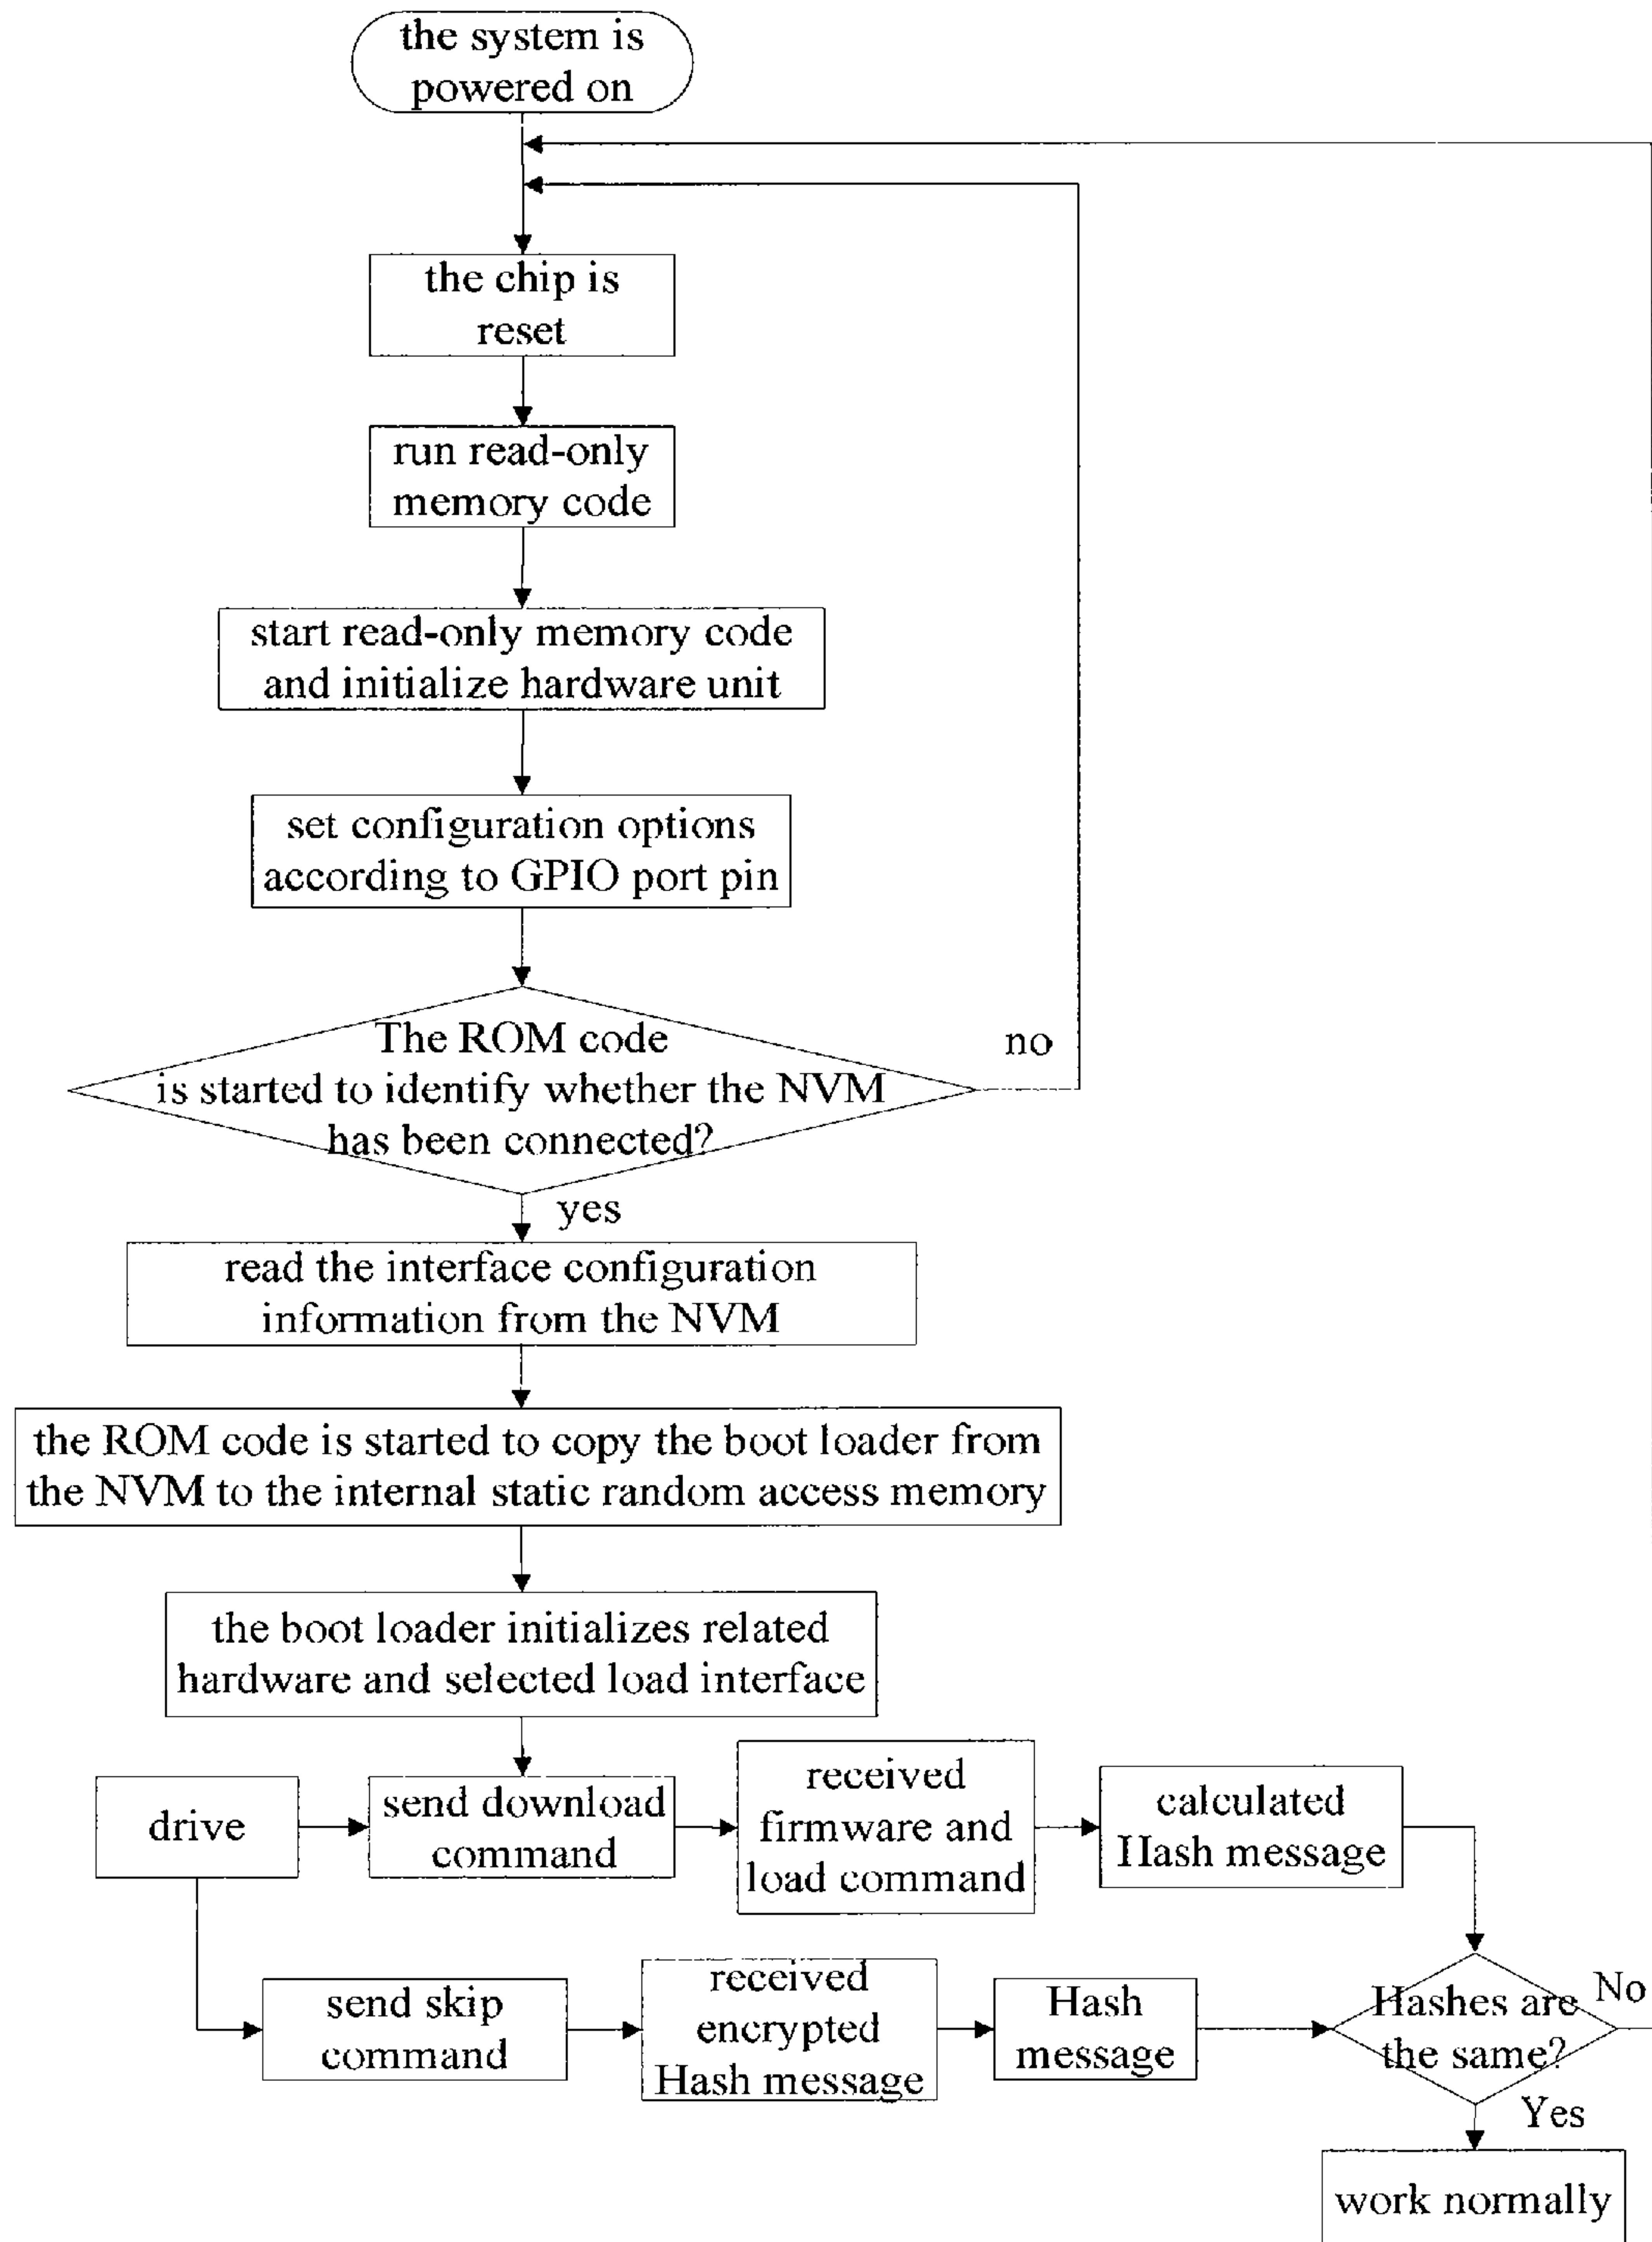 the system is
powered on
the chip is
reset
run read-only
memory code
start read-only memory code
and initialize hardware unit
set configuration options
according to GPIO port pin
The ROM code
is started to identify whether the NVM
has been connected?
no
yes
read the interface configuration
information from the NVM
the ROM code is started to copy the boot loader from
the NVM to the internal static random access memory
the boot loader initializes related
hardware and selected load interface
drive
send download
command
received
firmware and
load command
calculated
Hash message
send skip
command
received
encrypted
Hash message
Hash
message
Hashes are
the same?
No
Yes
work normally